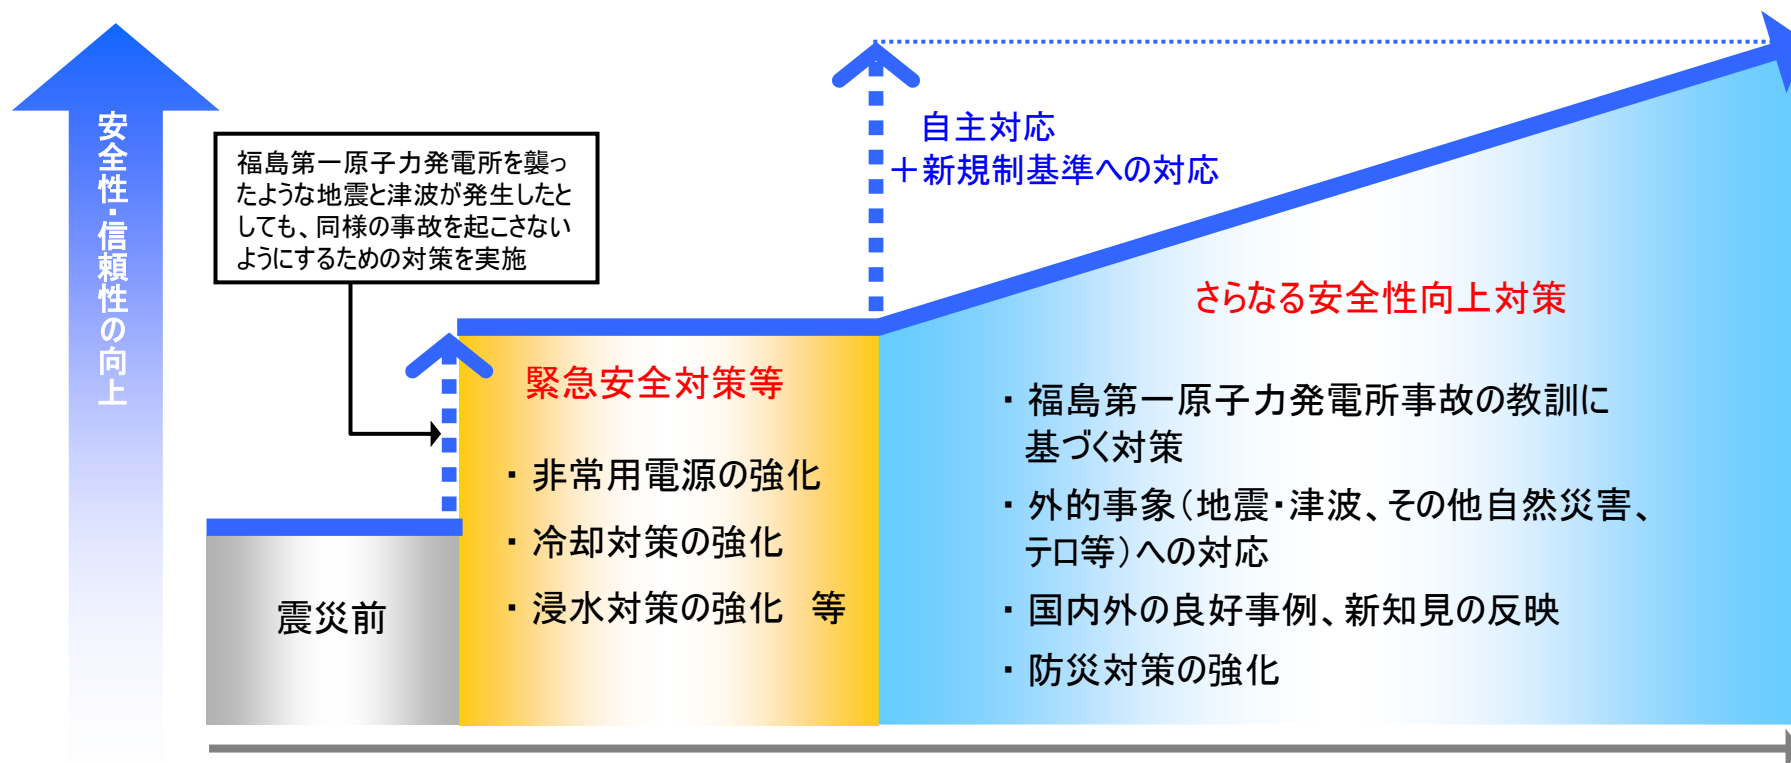 安全性・信頼性の向上
福島第一原子力発電所を襲っ
たような地震と津波が発生したと
しても、同様の事故を起こさない
ようにするための対策を実施
自主対応
＋新規制基準への対応
震災前
緊急安全対策等
・非常用電源の強化
・冷却対策の強化
・浸水対策の強化　等
さらなる安全性向上対策
・福島第一原子力発電所事故の教訓に
基づく対策
・外的事象（地震・津波、その他自然災害、
テロ等）への対応
・国内外の良好事例、新知見の反映
・防災対策の強化